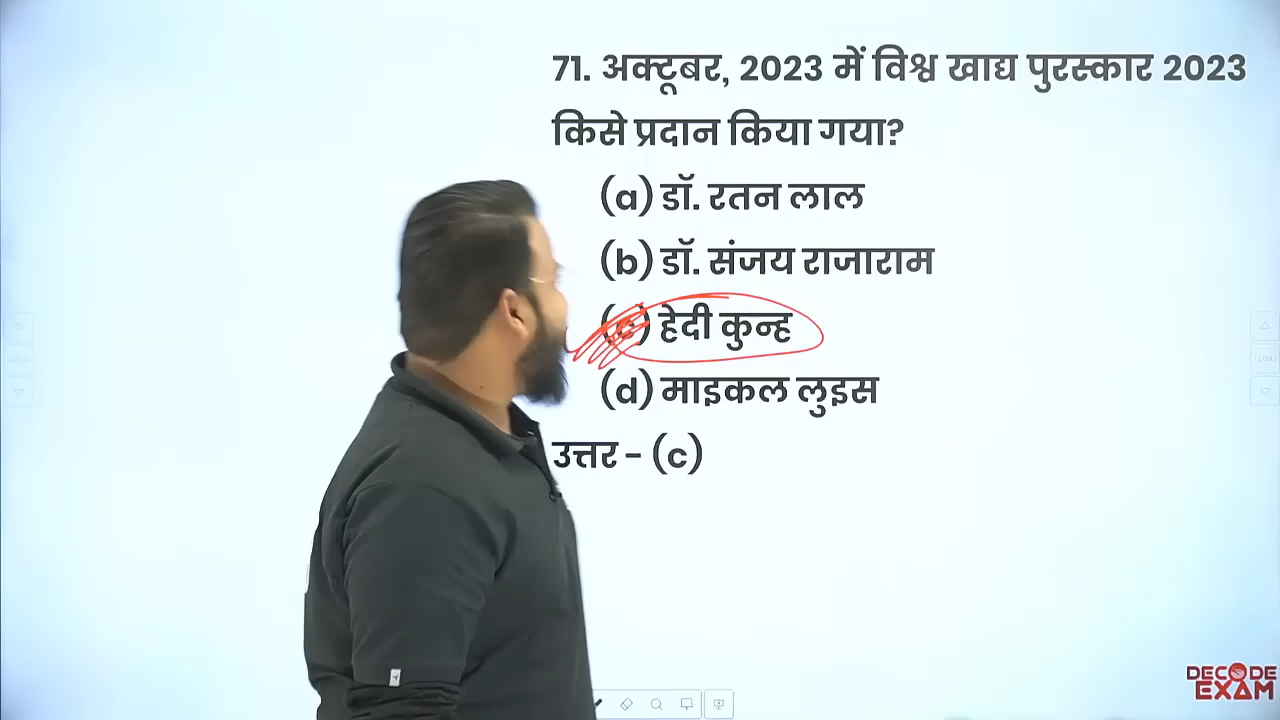 71. अक्टूबर, 2023 में विश्व खाद्य पुरस्कार 2023
किसे प्रदान किया गया?
(a) डॉ. रतन लाल
(b) डॉ. संजय राजाराम
(c) हेदी कुन्ह
(d) माइकल लुइस
उत्तर - (c)
DECODE
EXAM